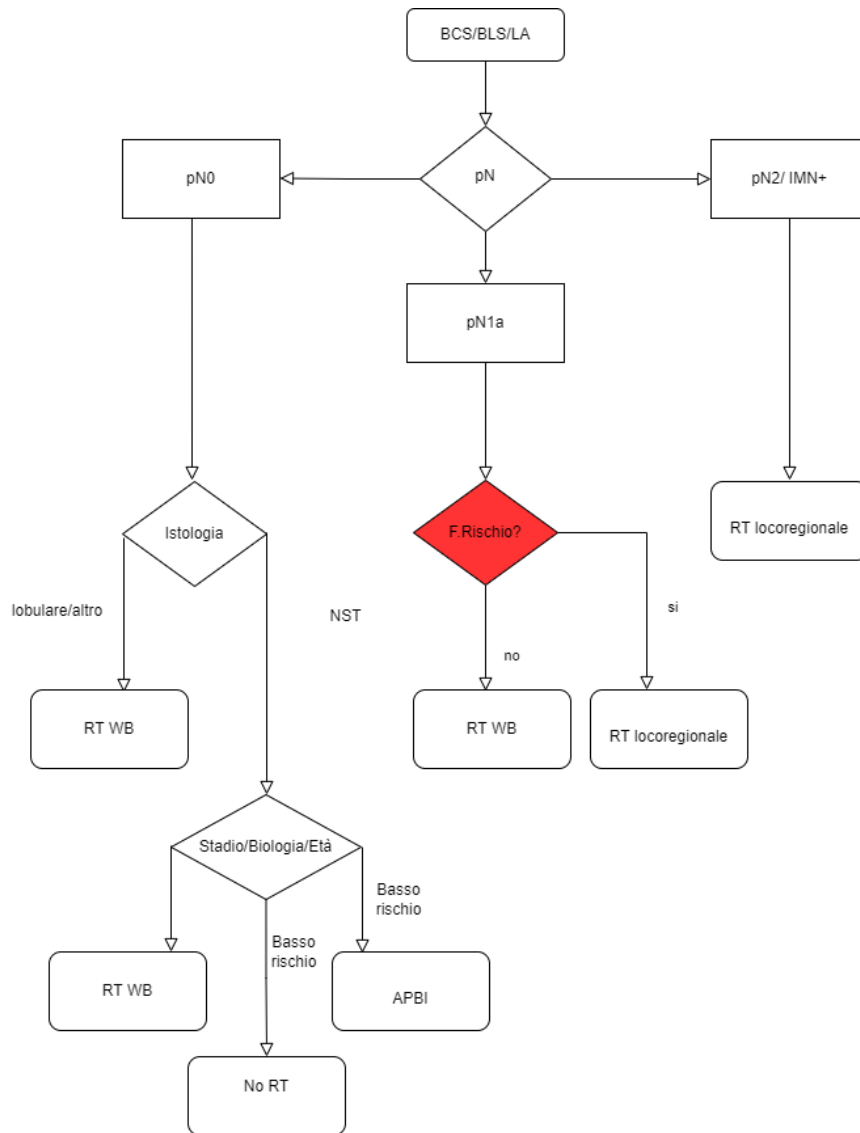 BCS/BLS/LA
pN0
pN
pN2/ IMN+
pN1a
Istologia
F.Rischio?
RT locoregionale
lobulare/altro
NST
no
si
RT WB
RT WB
RT locoregionale
Stadio/Biologia/Età
Basso
rischio
Basso
rischio
RT WB
APBI
No RT